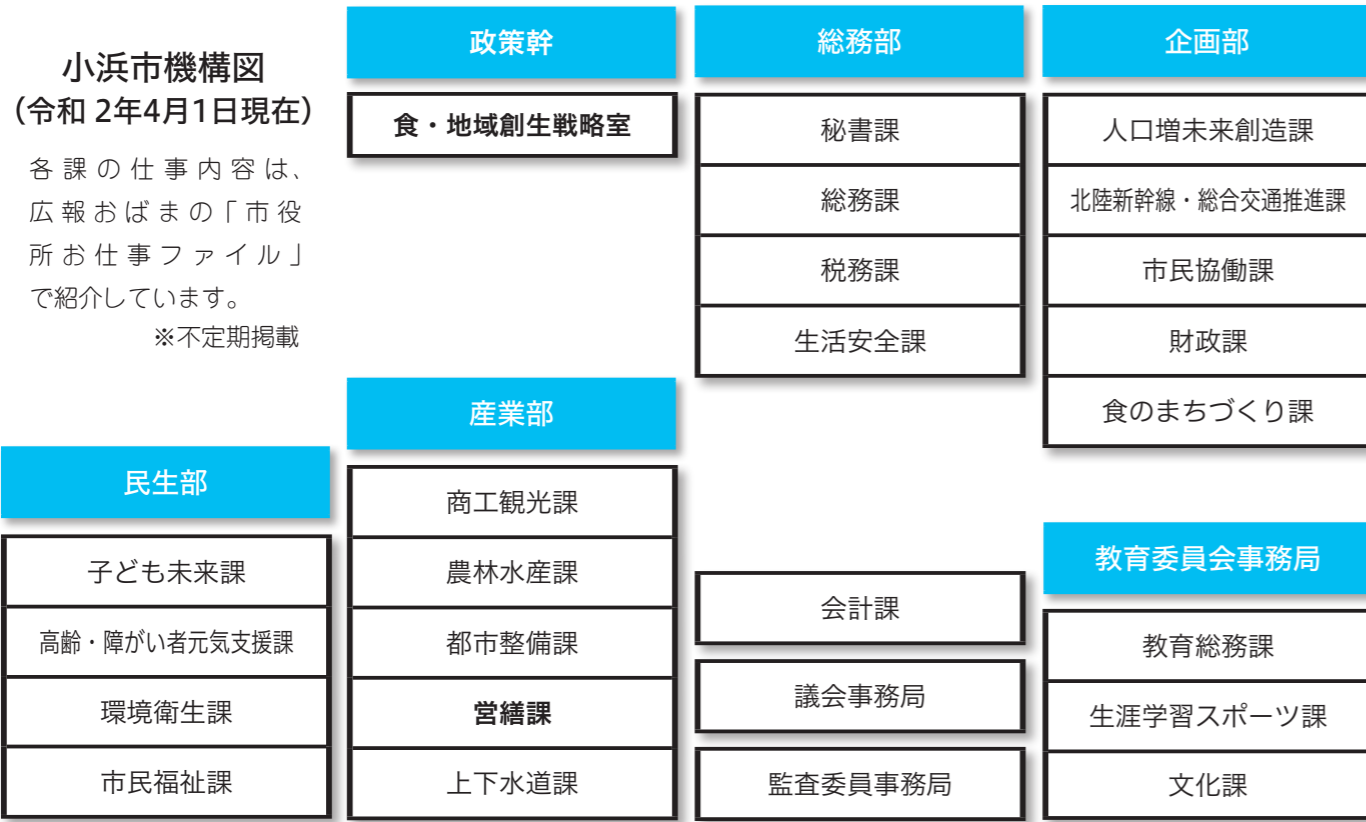 小浜市機構図
（令和 2年4月1日現在）
各課の仕事内容は、
広報おばまの「市役
所お仕事ファイル」
で紹介しています。
※不定期掲載
政策幹
食・地域創生戦略室
総務部
秘書課
総務課
税務課
生活安全課
企画部
人口増未来創造課
北陸新幹線・総合交通推進課
市民協働課
財政課
食のまちづくり課
民生部
子ども未来課
高齢・障がい者元気支援課
環境衛生課
市民福祉課
産業部
商工観光課
農林水産課
都市整備課
営繕課
上下水道課
会計課
議会事務局
監査委員事務局
教育委員会事務局
教育総務課
生涯学習スポーツ課
文化課